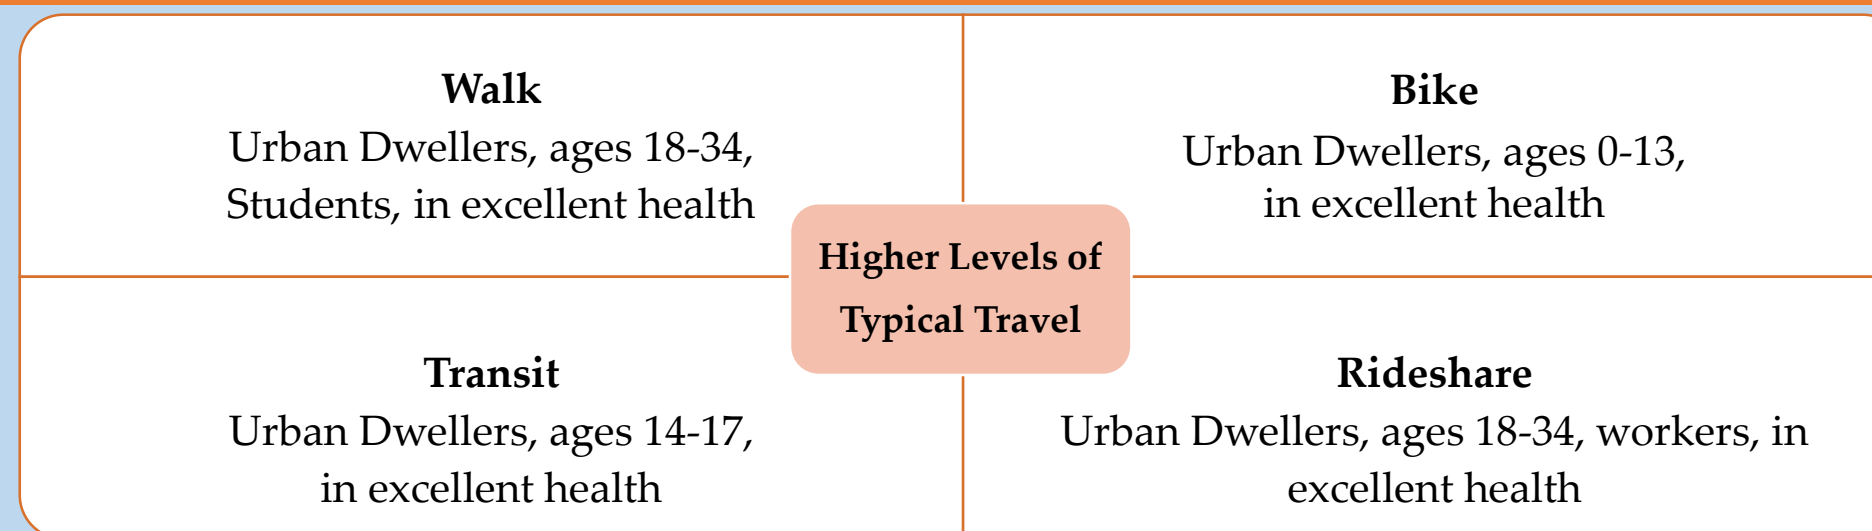 Walk
Urban Dwellers, ages 18-34,
Students, in excellent health
Bike
Urban Dwellers, ages 0-13,
in excellent health
Higher Levels of
Typical Travel
Transit
Urban Dwellers, ages 14-17,
in excellent health
Rideshare
Urban Dwellers, ages 18-34, workers, in
excellent health